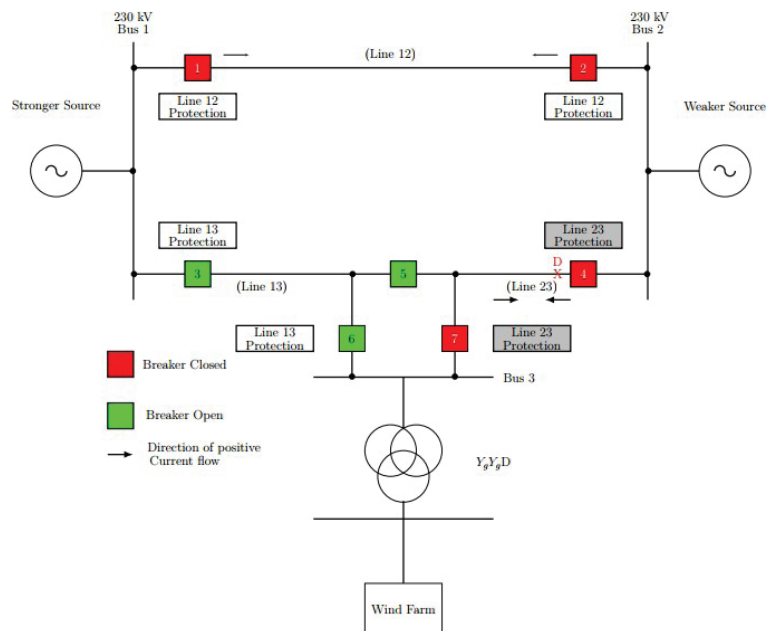 230 kV
Bus 1
230 kV
Bus 2
(Line 12)
1
2
Line 12
Protection
Line 12
Protection
Stronger Source
Weaker Source
Line 13
Protection
Line 23
Protection
D
X
3
5
4
(Line 13)
(Line 23)
Line 13
Protection
6
7
Line 23
Protection
Breaker Closed
Bus 3
Breaker Open
Direction of positive
Current flow
YgYgD
Wind Farm